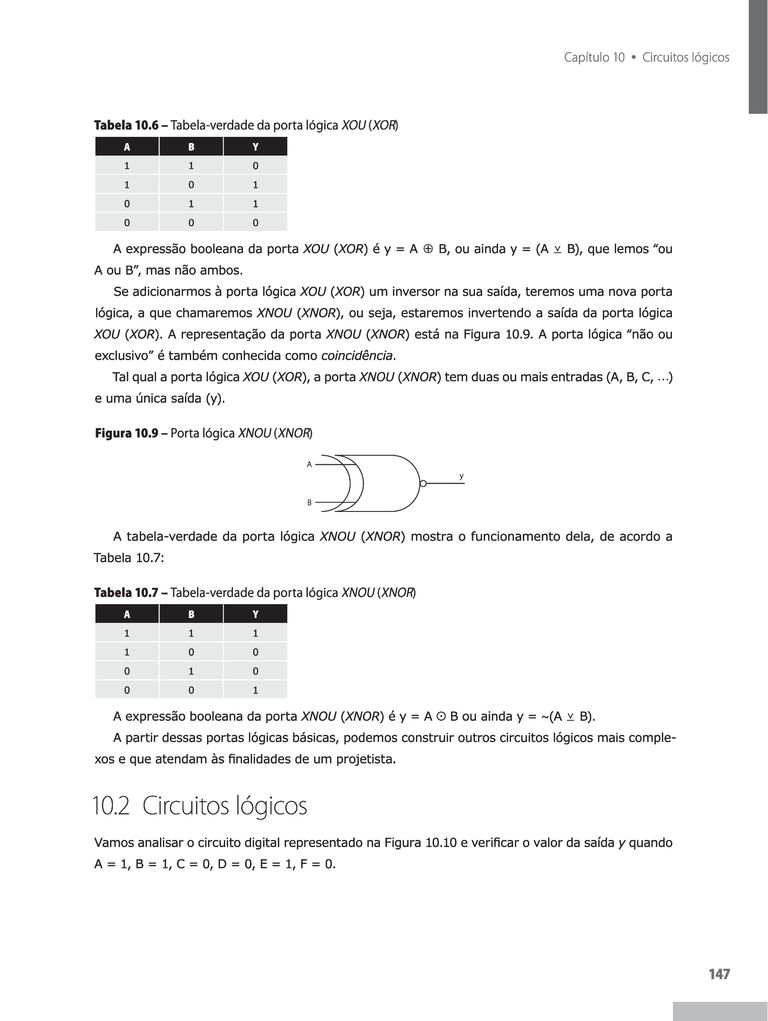 Capítulo 10 • Circuitos lógicos
Tabela 10.6 – Tabela-verdade da porta lógica XOU (XOR)
A B Y
1 1 0
1 0 1
0 1 1
0 0 0
A expressão booleana da porta XOU (XOR) é y = A ⊕ B, ou ainda y = (A ⊻ B), que lemos “ou
A ou B”, mas não ambos.
Se adicionarmos à porta lógica XOU (XOR) um inversor na sua saída, teremos uma nova porta
lógica, a que chamaremos XNOU (XNOR), ou seja, estaremos invertendo a saída da porta lógica
XOU (XOR). A representação da porta XNOU (XNOR) está na Figura 10.9. A porta lógica “não ou
exclusivo” é também conhecida como coincidência.
Tal qual a porta lógica XOU (XOR), a porta XNOU (XNOR) tem duas ou mais entradas (A, B, C, ...)
e uma única saída (y).
Figura 10.9 – Porta lógica XNOU (XNOR)
A
y
B
A tabela-verdade da porta lógica XNOU (XNOR) mostra o funcionamento dela, de acordo a
Tabela 10.7:
Tabela 10.7 – Tabela-verdade da porta lógica XNOU (XNOR)
A B Y
1 1 1
1 0 0
0 1 0
0 0 1
A expressão booleana da porta XNOU (XNOR) é y = A ⊙ B ou ainda y = ~(A ⊻ B).
A partir dessas portas lógicas básicas, podemos construir outros circuitos lógicos mais comple-
xos e que atendam às finalidades de um projetista.
10.2 Circuitos lógicos
Vamos analisar o circuito digital representado na Figura 10.10 e verificar o valor da saída y quando
A = 1, B = 1, C = 0, D = 0, E = 1, F = 0.
147